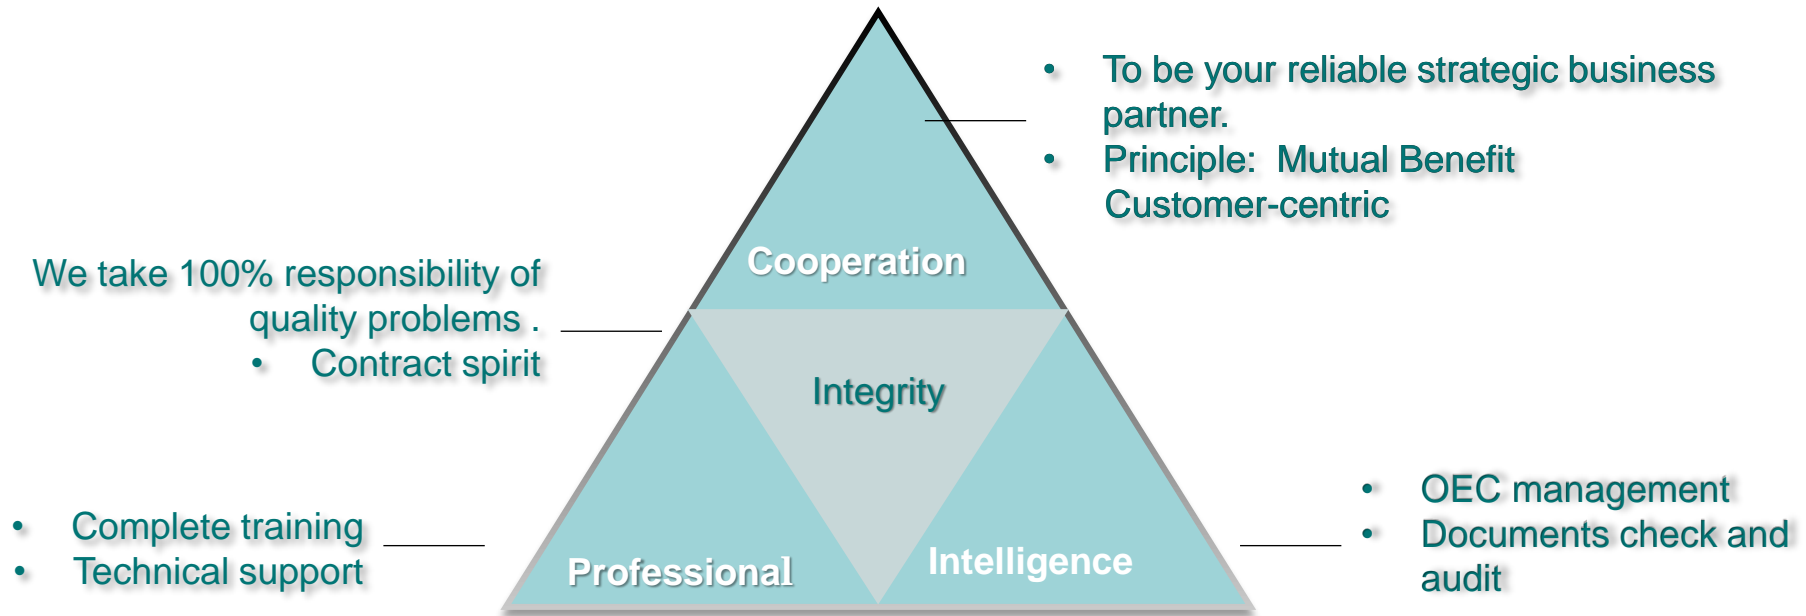 • To be your reliable strategic business
partner.
• Principle: Mutual Benefit
Customer-centric
Cooperation
We take 100% responsibility of
quality problems .
• Contract spirit
Integrity
• Complete training
• Technical support
Professional
Intelligence
• OEC management
• Documents check and
audit